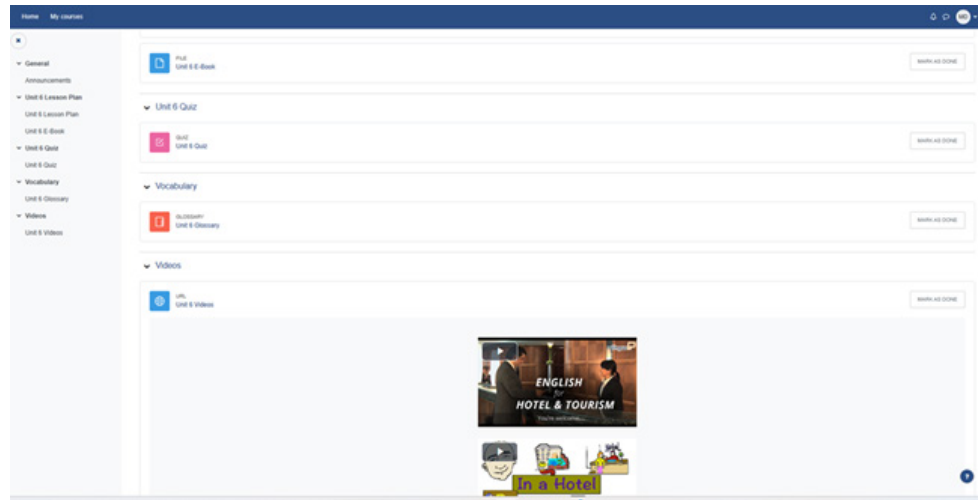 Home My courses
MD
General
Announcements
Unit 6 Lesson Plan
Unit 6 Lesson Plan
Unit 6 E-Book
Unit 6 Quiz
Unit 6 Quiz
Vocabulary
Unit 6 Glossary
Videos
Unit 6 Videos
FILE
Unit 6 E-Book
MARK AS DONE
Unit 6 Quiz
QUIZ
Unit 6 Quiz
MARK AS DONE
Vocabulary
GLOSSARY
Unit 6 Glossary
MARK AS DONE
Videos
URL
Unit 6 Videos
MARK AS DONE
ENGLISH
for
HOTEL & TOURISM
In a Hotel
?